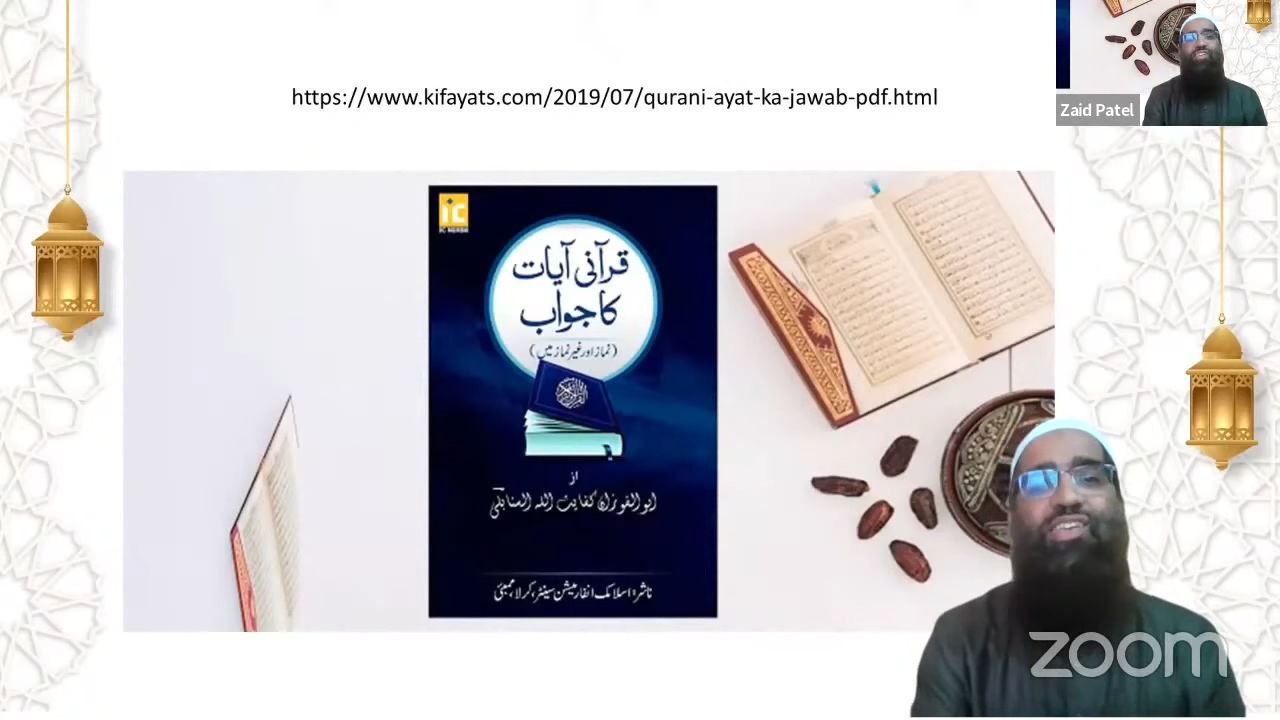 https://www.kifayats.com/2019/07/qurani-ayat-ka-jawab-pdf.html
Zaid Patel
iC
قرآنی آیات
کا جواب
(نماز اور غیر نماز میں)
از
ابو الفوزان کفایت اللہ السنابلی
ناشر: اسلامک انفارمیشن سینٹر، کرلا، ممبئی
zoom